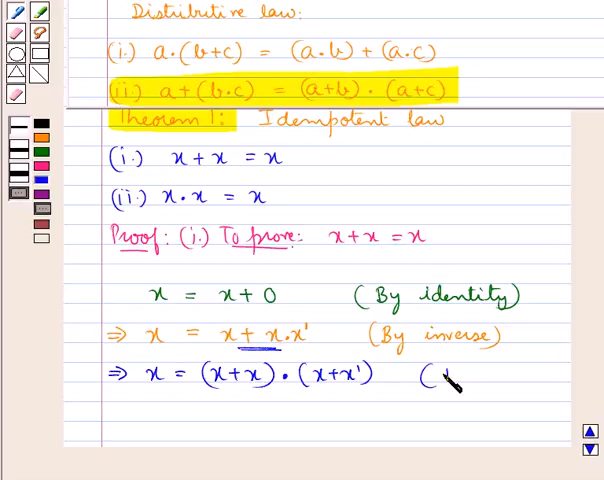 Distributive law:
(i.) a·(b+c) = (a·b) + (a.c)
(ii.) a+(b·c) = (a+b) · (a+c)
Theorem 1: Idempotent law
(i.) x + x = x
(ii.) x · x = x
Proof: (i.) To prove: x + x = x
x = x + 0 (By identity)
⇒ x = x + x . x' (By inverse)
⇒ x = (x + x) · (x + x') (